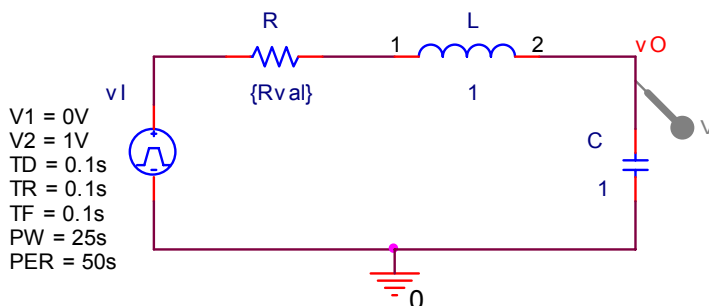 R
L
1
2
vO
vI
{Rval}
1
V1 = 0V
V2 = 1V
TD = 0.1s
TR = 0.1s
TF = 0.1s
PW = 25s
PER = 50s
V
C
1
0